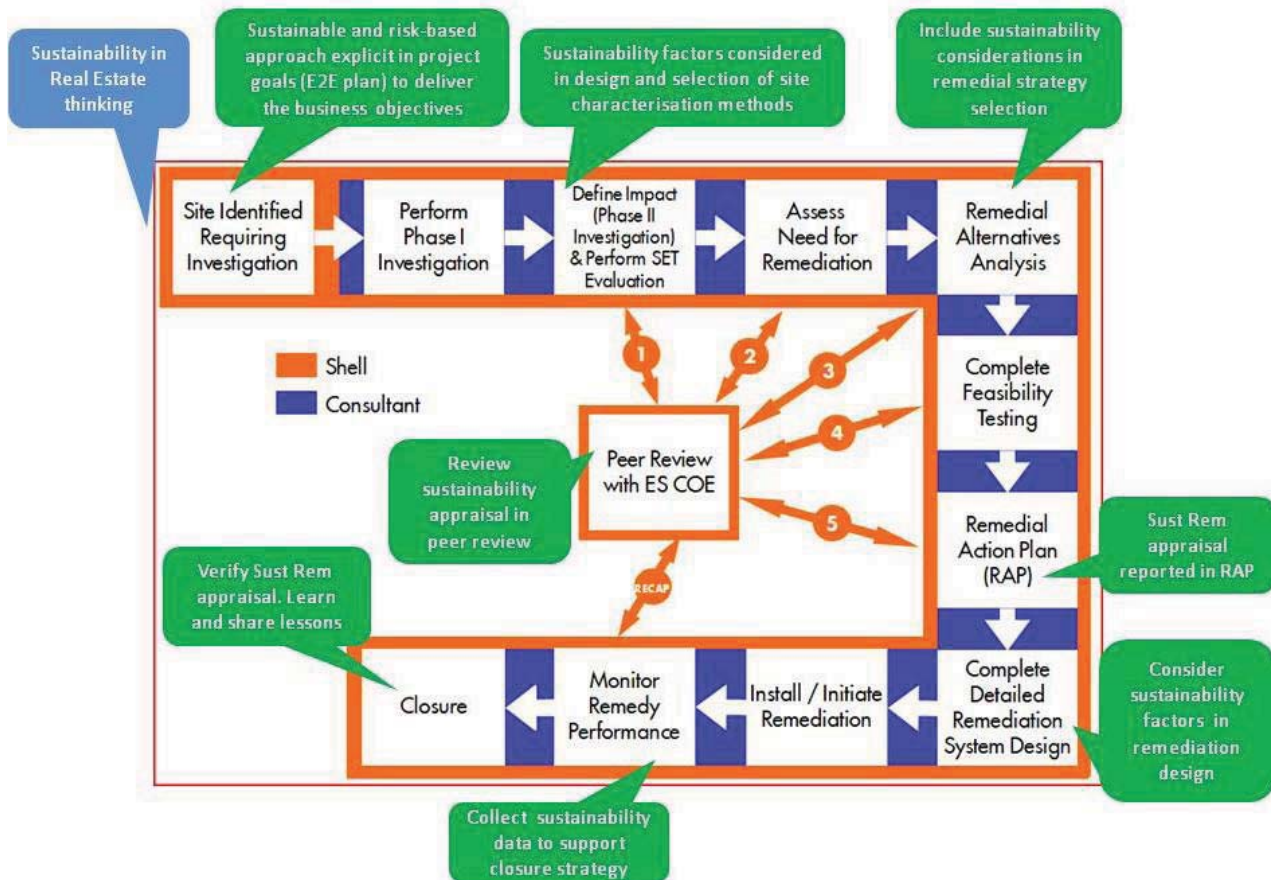 Sustainability in
Real Estate
thinking
Sustainable and risk-based
approach explicit in project
goals (E2E plan) to deliver
the business objectives
Sustainability factors considered
in design and selection of site
characterisation methods
Include sustainability
considerations in
remedial strategy
selection
Site Identified
Requiring
Investigation
Perform
Phase I
Investigation
Define Impact
(Phase II
Investigation)
& Perform SET
Evaluation
Assess
Need for
Remediation
Remedial
Alternatives
Analysis
1
2
3
4
5
RECAP
Shell
Consultant
Complete
Feasibility
Testing
Peer Review
with ES COE
Review
sustainability
appraisal in
peer review
Remedial
Action Plan
(RAP)
Sust Rem
appraisal
reported in RAP
Verify Sust Rem
appraisal. Learn
and share lessons
Closure
Monitor
Remedy
Performance
Install / Initiate
Remediation
Complete
Detailed
Remediation
System Design
Consider
sustainability
factors in
remediation
design
Collect sustainability
data to support
closure strategy